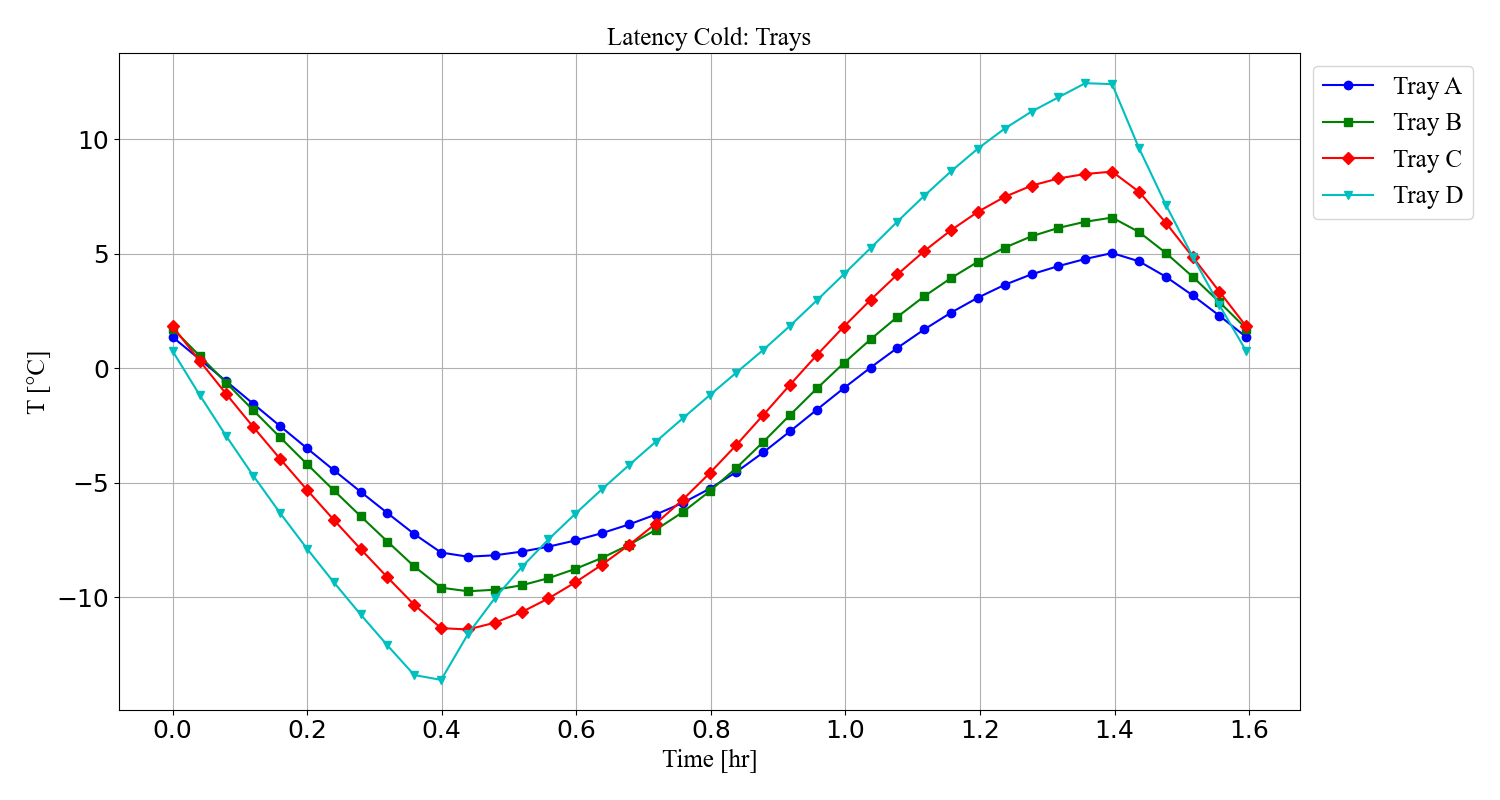 Latency Cold: Trays
Tray A
Tray B
Tray C
Tray D
10
5
0
−5
−10
T [°C]
0.0 0.2 0.4 0.6 0.8 1.0 1.2 1.4 1.6
Time [hr]